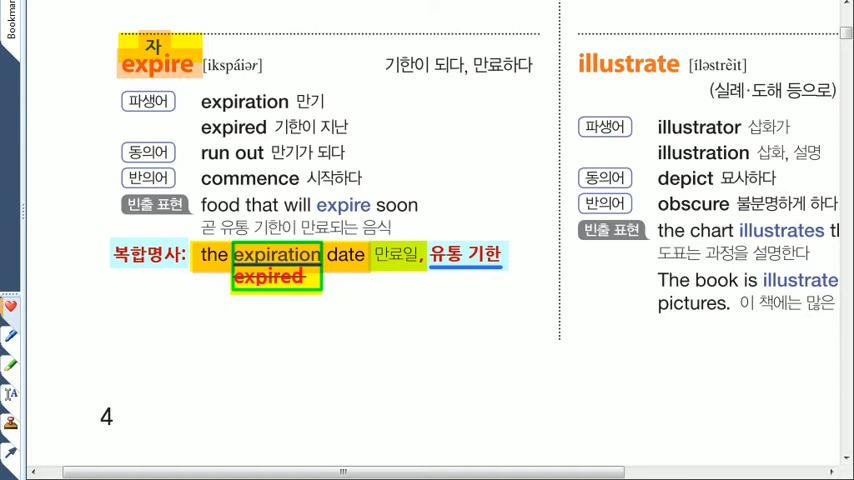 Bookmar
자
expire [ikspáiər] 기한이 되다, 만료하다
파생어 expiration 만기
expired 기한이 지난
동의어 run out 만기가 되다
반의어 commence 시작하다
빈출 표현 food that will expire soon
곧 유통 기한이 만료되는 음식
복합명사: the expiration date 만료일, 유통 기한
expired
4
illustrate [íləstrèit]
(실례·도해 등으로)
파생어 illustrator 삽화가
illustration 삽화, 설명
동의어 depict 묘사하다
반의어 obscure 불분명하게 하다
빈출 표현 the chart illustrates th
도표는 과정을 설명한다
The book is illustrate
pictures. 이 책에는 많은